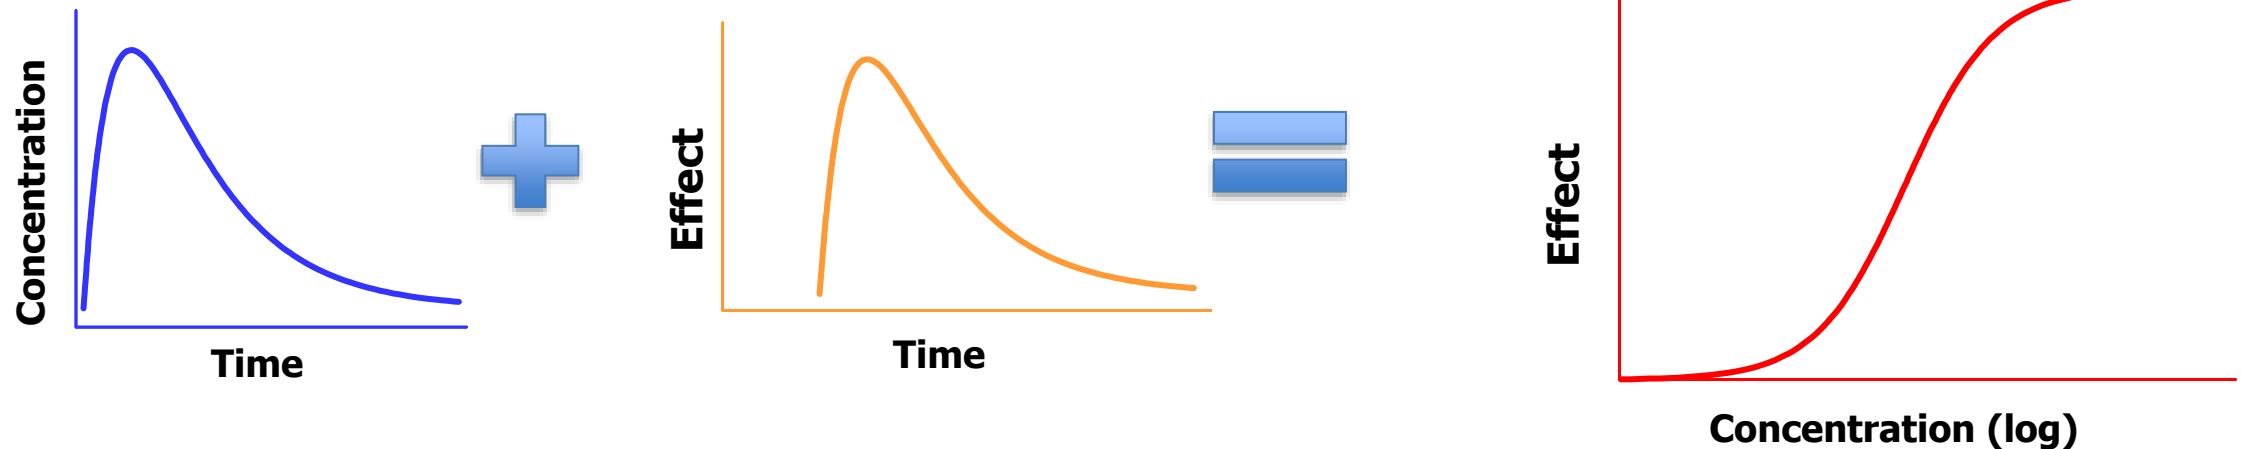 Concentration
Time
Effect
Time
Effect
Concentration (log)